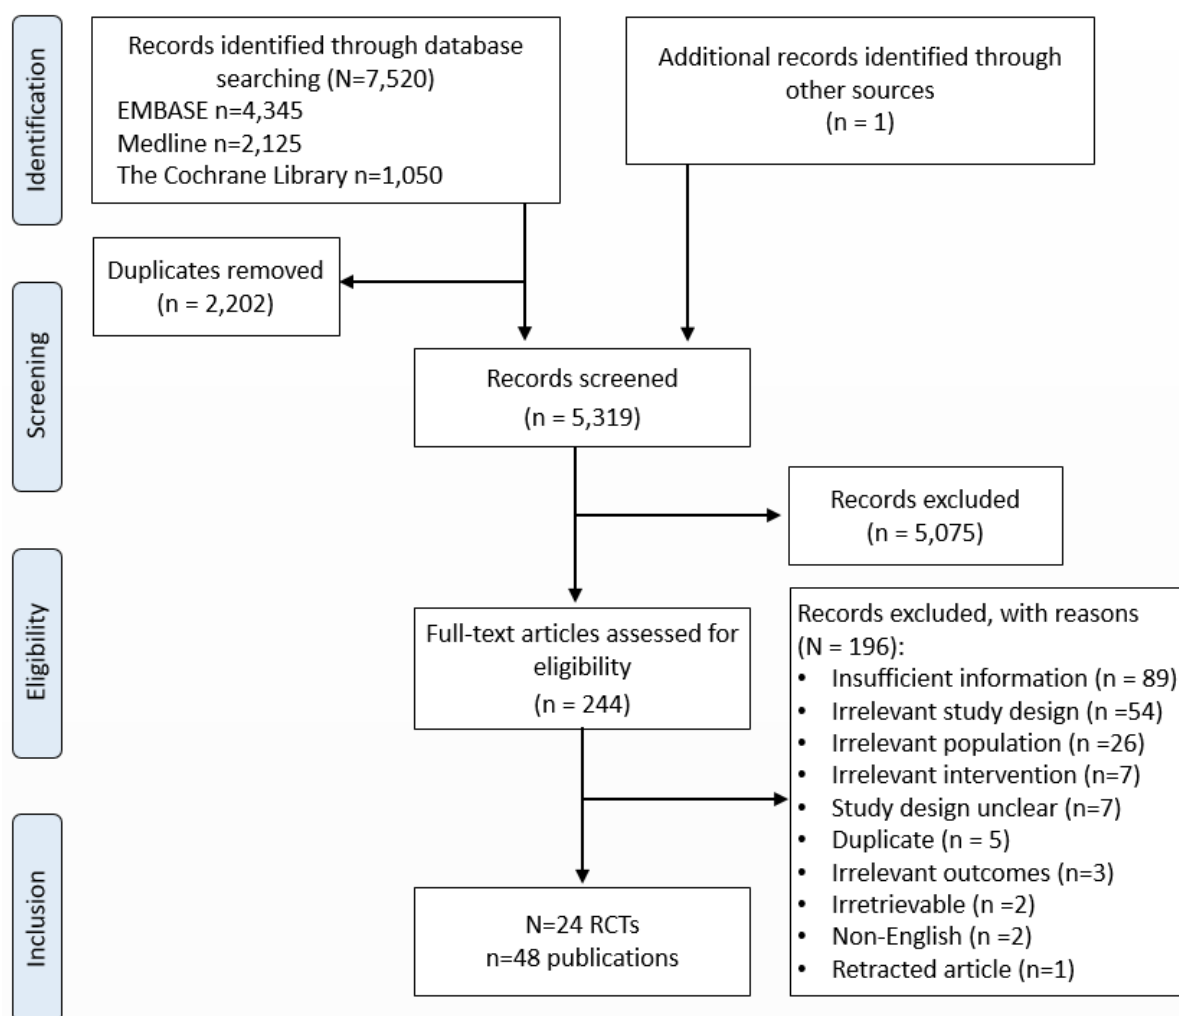 Identification
Records identified through database
searching (N=7,520)
EMBASE n=4,345
Medline n=2,125
The Cochrane Library n=1,050
Additional records identified through
other sources
(n = 1)
Duplicates removed
(n = 2,202)
Screening
Records screened
(n = 5,319)
Records excluded
(n = 5,075)
Eligibility
Full-text articles assessed for
eligibility
(n = 244)
Records excluded, with reasons
(N = 196):
• Insufficient information (n = 89)
• Irrelevant study design (n =54)
• Irrelevant population (n =26)
• Irrelevant intervention (n=7)
• Study design unclear (n=7)
• Duplicate (n = 5)
• Irrelevant outcomes (n=3)
• Irretrievable (n =2)
• Non-English (n =2)
• Retracted article (n=1)
Inclusion
N=24 RCTs
n=48 publications